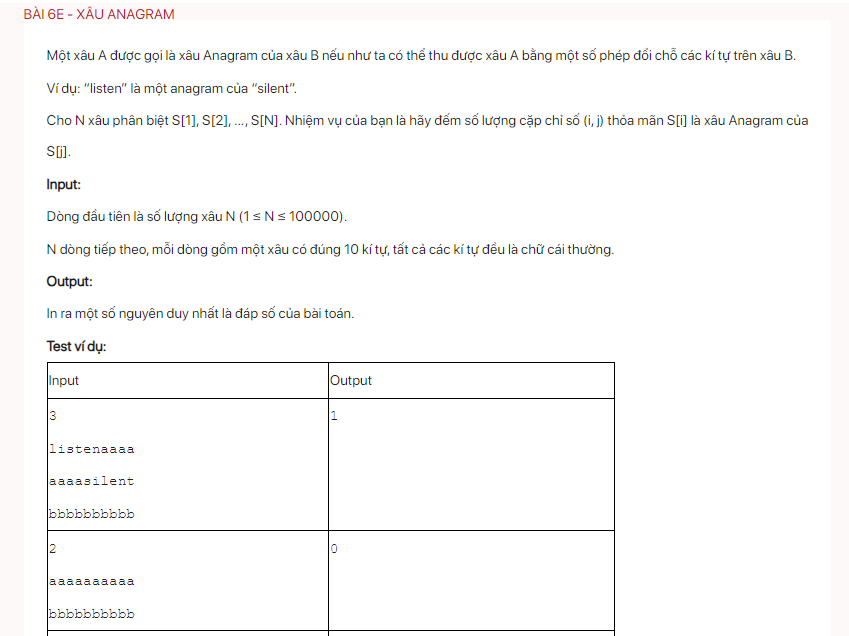 BÀI 6E - XÂU ANAGRAM
Một xâu A được gọi là xâu Anagram của xâu B nếu như ta có thể thu được xâu A bằng một số phép đổi chỗ các kí tự trên xâu B.
Ví dụ: “listen” là một anagram của “silent”.
Cho N xâu phân biệt S[1], S[2], ..., S[N]. Nhiệm vụ của bạn là hãy đếm số lượng cặp chỉ số (i, j) thỏa mãn S[i] là xâu Anagram của
S[j].
Input:
Dòng đầu tiên là số lượng xâu N (1 ≤ N ≤ 100000).
N dòng tiếp theo, mỗi dòng gồm một xâu có đúng 10 kí tự, tất cả các kí tự đều là chữ cái thường.
Output:
In ra một số nguyên duy nhất là đáp số của bài toán.
Test ví dụ:
Input Output
3 1
listenaaaa
aaaasilent
bbbbbbbbbb
2 0
aaaaaaaaaa
bbbbbbbbbb